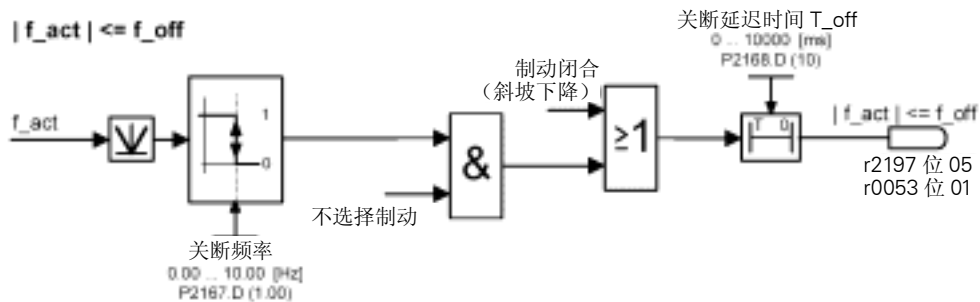 | f_act | <= f_off
关断延迟时间 T_off
0 ... 10000 [ms]
P2168.D (10)
制动闭合
（斜坡下降）
f_act
1
0
&
≥1
T 0
| f_act | <= f_off
r2197 位 05
r0053 位 01
不选择制动
关断频率
0.00 ... 10.00 [Hz]
P2167.D (1.00)